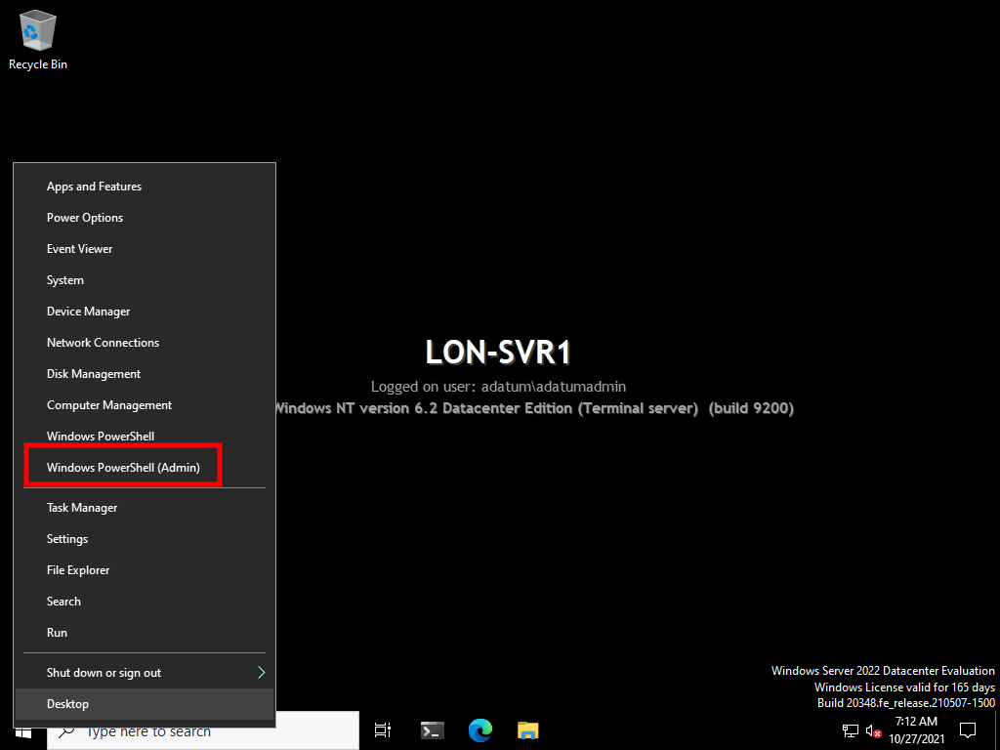 Recycle Bin
Apps and Features
Power Options
Event Viewer
System
Device Manager
Network Connections
Disk Management
Computer Management
Windows PowerShell
Windows PowerShell (Admin)
Task Manager
Settings
File Explorer
Search
Run
Shut down or sign out
Desktop
LON-SVR1
Logged on user: adatum\adatumadmin
Windows NT version 6.2 Datacenter Edition (Terminal server) (build 9200)
Windows Server 2022 Datacenter Evaluation
Windows License valid for 165 days
Build 20348.fe_release.210507-1500
Type here to search
7:12 AM
10/27/2021